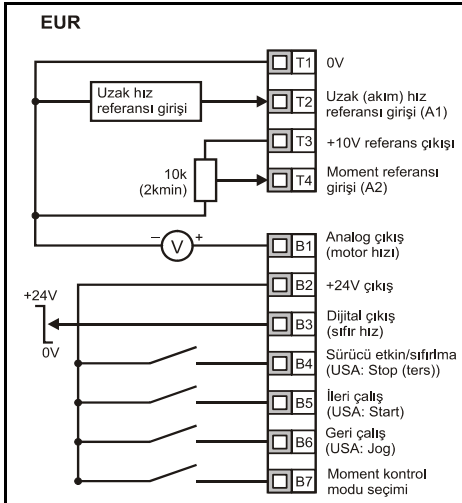 EUR
T1 0V
Uzak hız
referansı girişi
T2 Uzak (akım) hız
referansı girişi (A1)
T3 +10V referans çıkışı
10k
(2kmin)
T4 Moment referansı
girişi (A2)
– V +
B1 Analog çıkış
(motor hızı)
B2 +24V çıkış
+24V
0V
B3 Dijital çıkış
(sıfır hız)
B4 Sürücü etkin/sıfırlma
(USA: Stop (ters))
B5 İleri çalış
(USA: Start)
B6 Geri çalış
(USA: Jog)
B7 Moment kontrol
modu seçimi